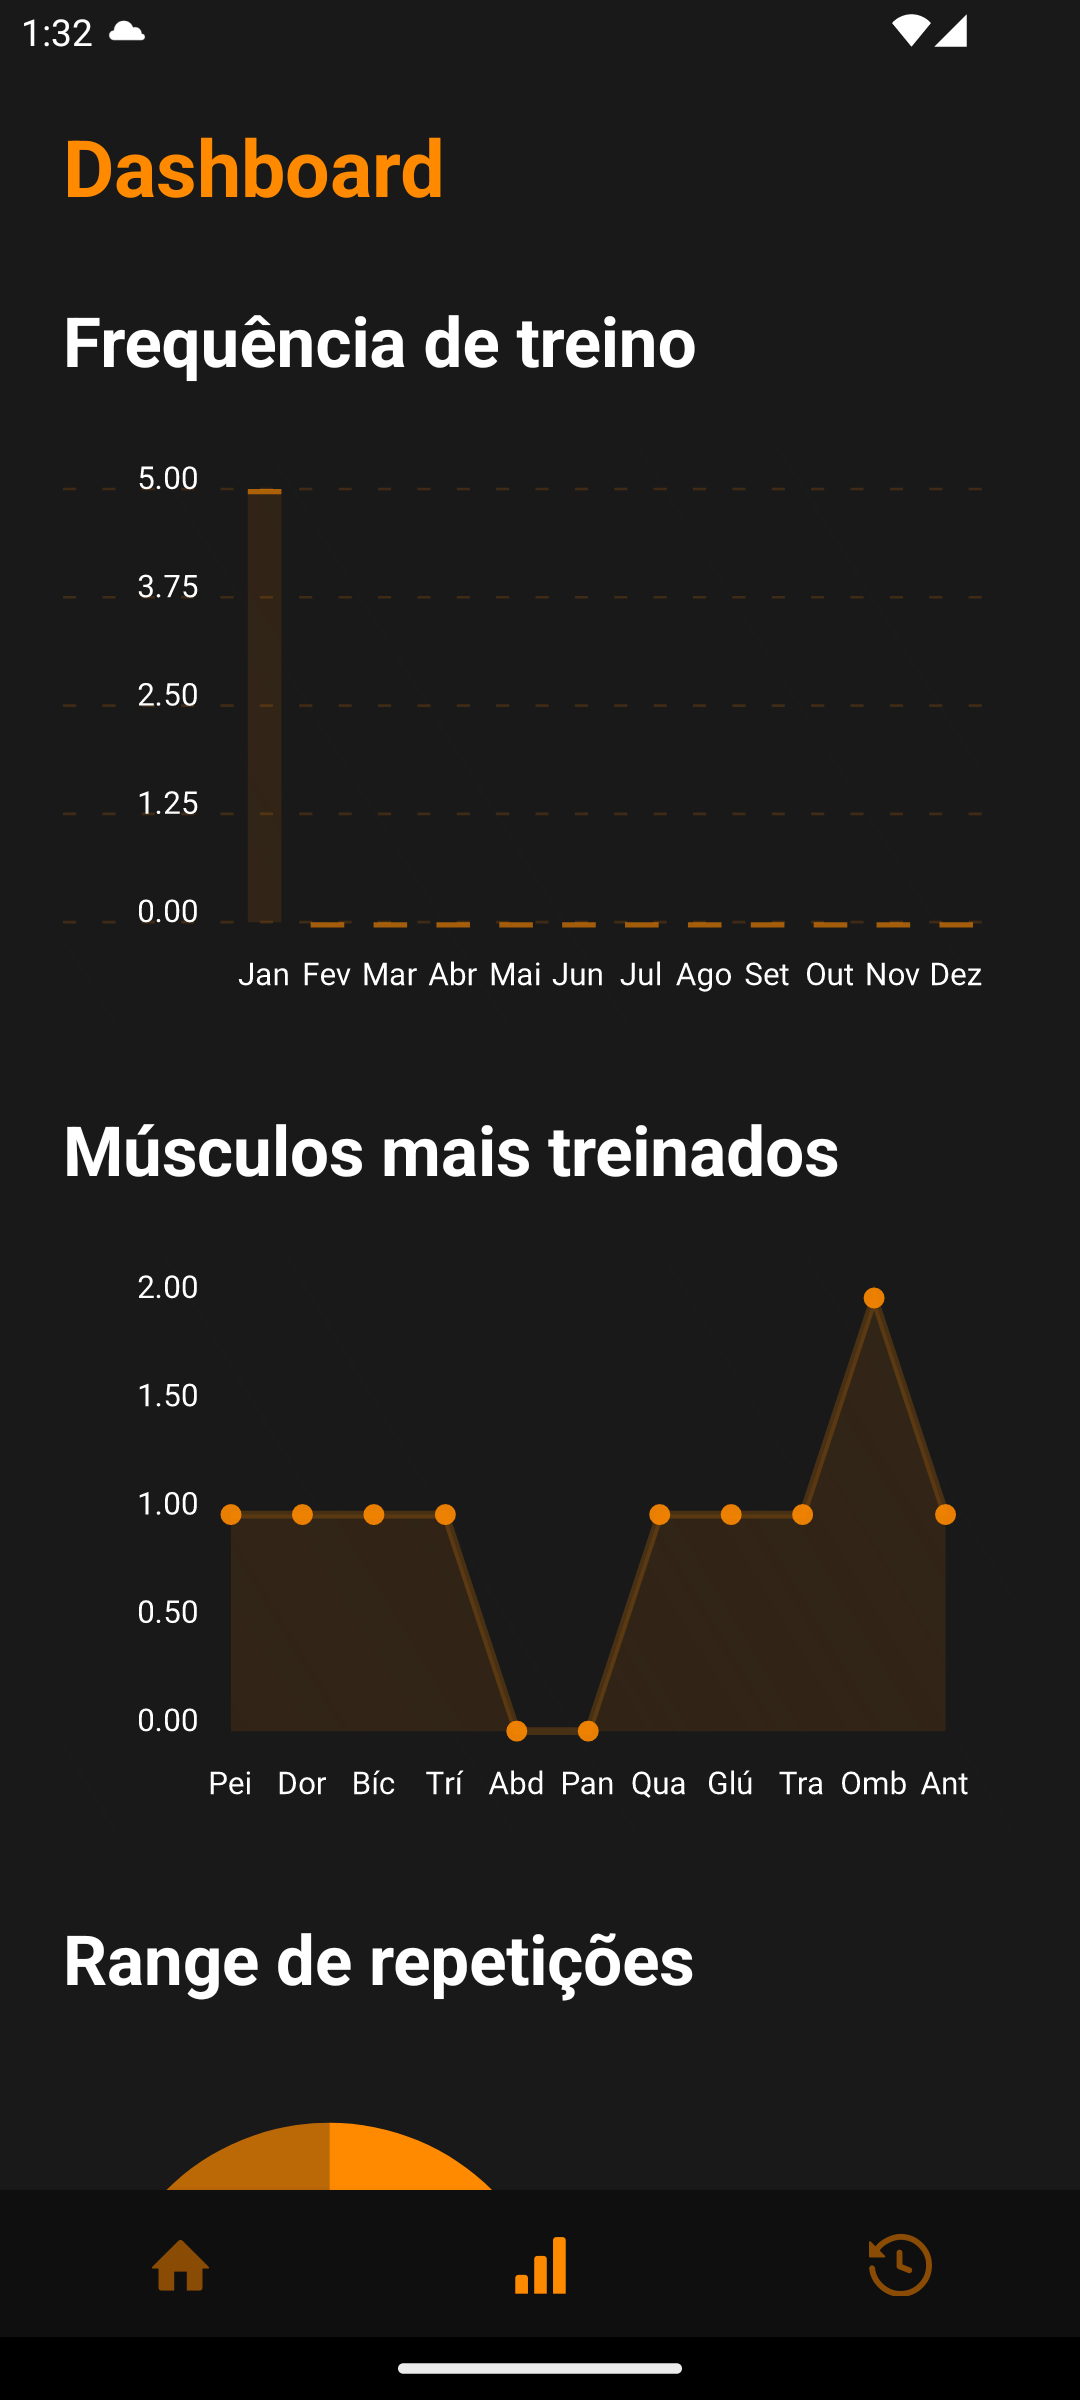 1:32
Dashboard
Frequência de treino
5.00
3.75
2.50
1.25
0.00
Jan Fev Mar Abr Mai Jun Jul Ago Set Out Nov Dez
Músculos mais treinados
2.00
1.50
1.00
0.50
0.00
Pei Dor Bíc Trí Abd Pan Qua Glú Tra Omb Ant
Range de repetições